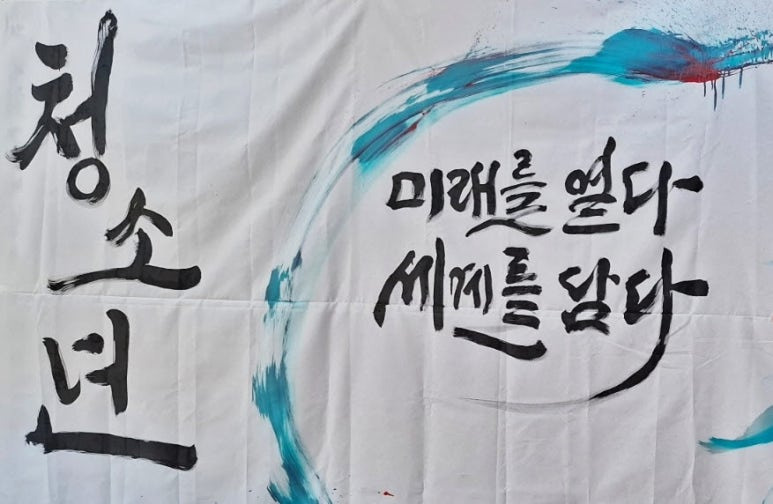 청소년
미래를 열다
세계를 담다